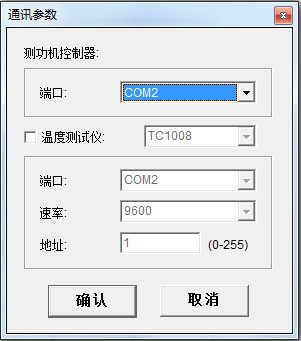 通讯参数
测功机控制器:
端口: COM2
温度测试仪: TC1008
端口: COM2
速率: 9600
地址: 1 (0-255)
确认 取消